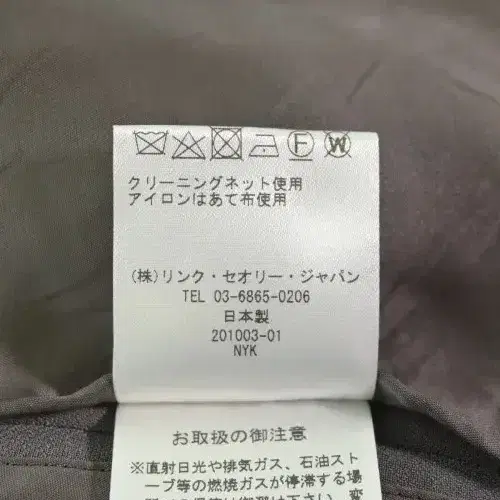 F W
クリーニングネット使用
アイロンはあて布使用
(株)リンク・セオリー・ジャパン
TEL 03-6865-0206
日本製
201003-01
NYK
お取扱の御注意
※直射日光や排気ガス、石油スト
ーブ等の燃焼ガスが停滞する場